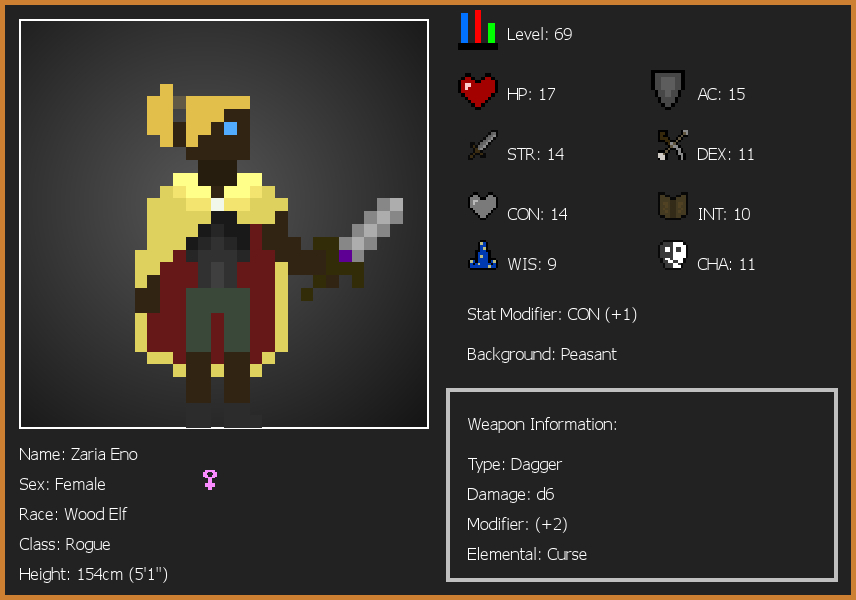 Level: 69
HP: 17
AC: 15
STR: 14
DEX: 11
CON: 14
INT: 10
WIS: 9
CHA: 11
Stat Modifier: CON (+1)
Background: Peasant
Weapon Information:
Type: Dagger
Damage: d6
Modifier: (+2)
Elemental: Curse
Name: Zaria Eno
Sex: Female
Race: Wood Elf
Class: Rogue
Height: 154cm (5'1")